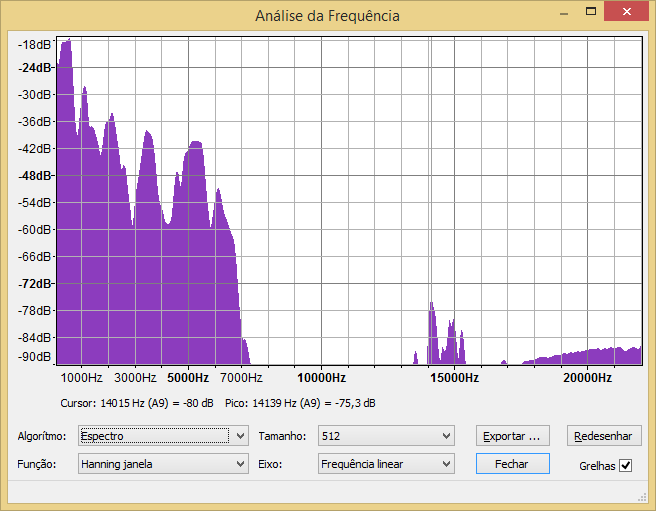 Análise da Frequência
-18dB
-24dB
-30dB
-36dB
-42dB
-48dB
-54dB
-60dB
-66dB
-72dB
-78dB
-84dB
-90dB
1000Hz 3000Hz 5000Hz 7000Hz 10000Hz 15000Hz 20000Hz
Cursor: 14015 Hz (A9) = -80 dB Pico: 14139 Hz (A9) = -75,3 dB
Algorítmo: Espectro Tamanho: 512 Exportar ... Redesenhar
Função: Hanning janela Eixo: Frequência linear Fechar Grelhas